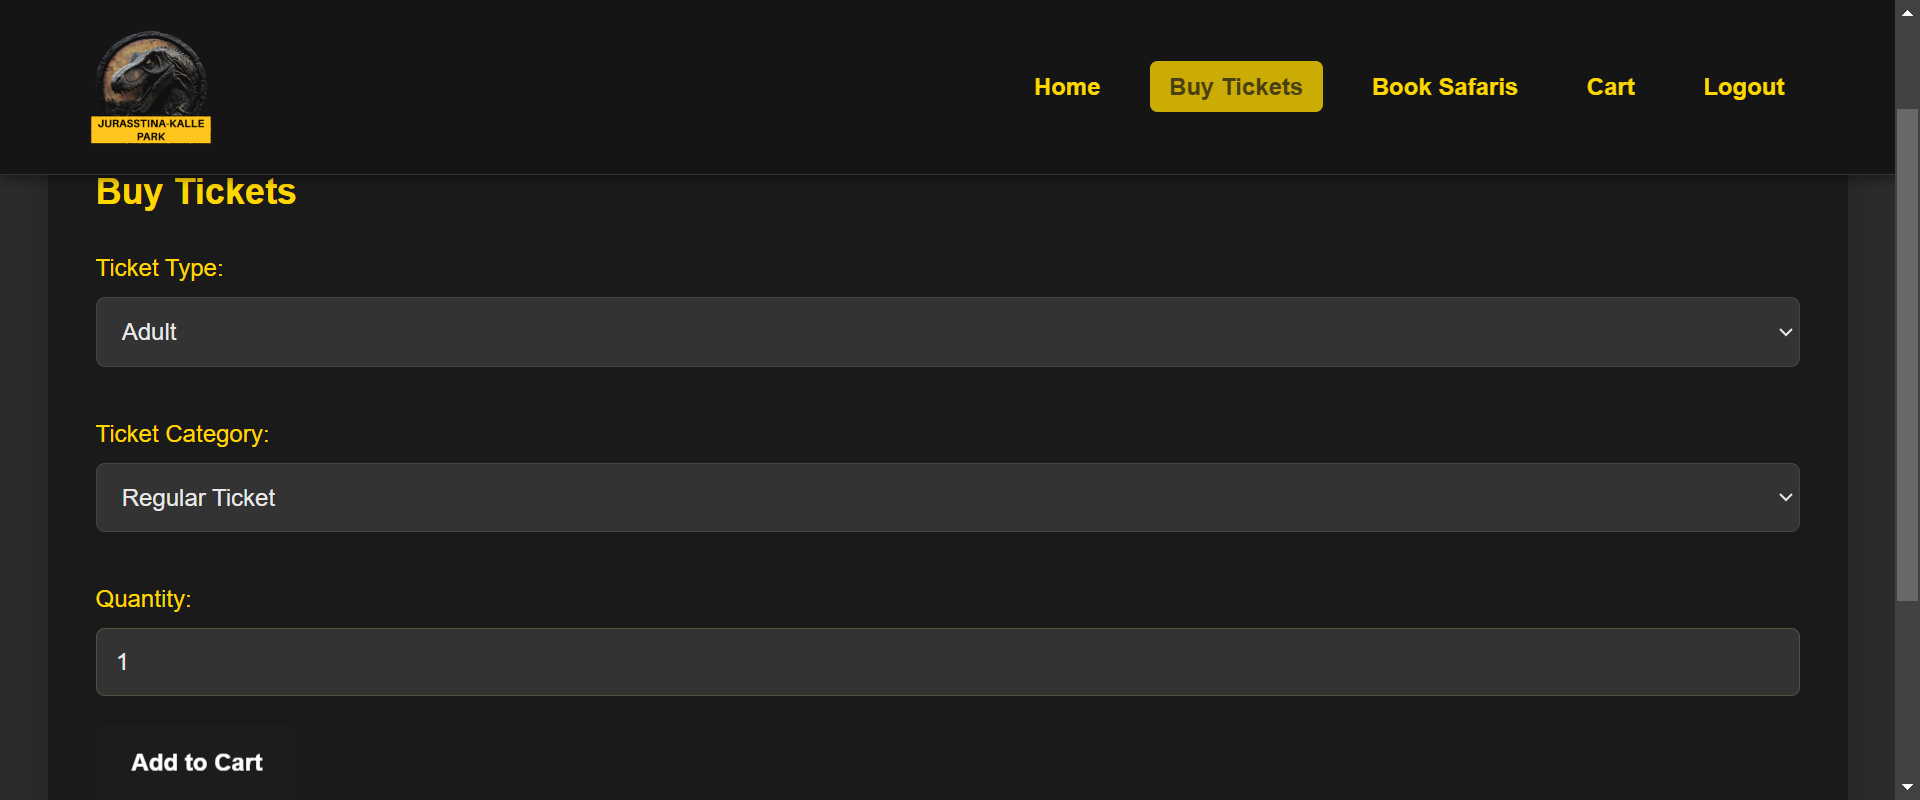 JURASSTINA-KALLE
PARK
Home
Buy Tickets
Book Safaris
Cart
Logout
Buy Tickets
Ticket Type:
Adult
Ticket Category:
Regular Ticket
Quantity:
1
Add to Cart